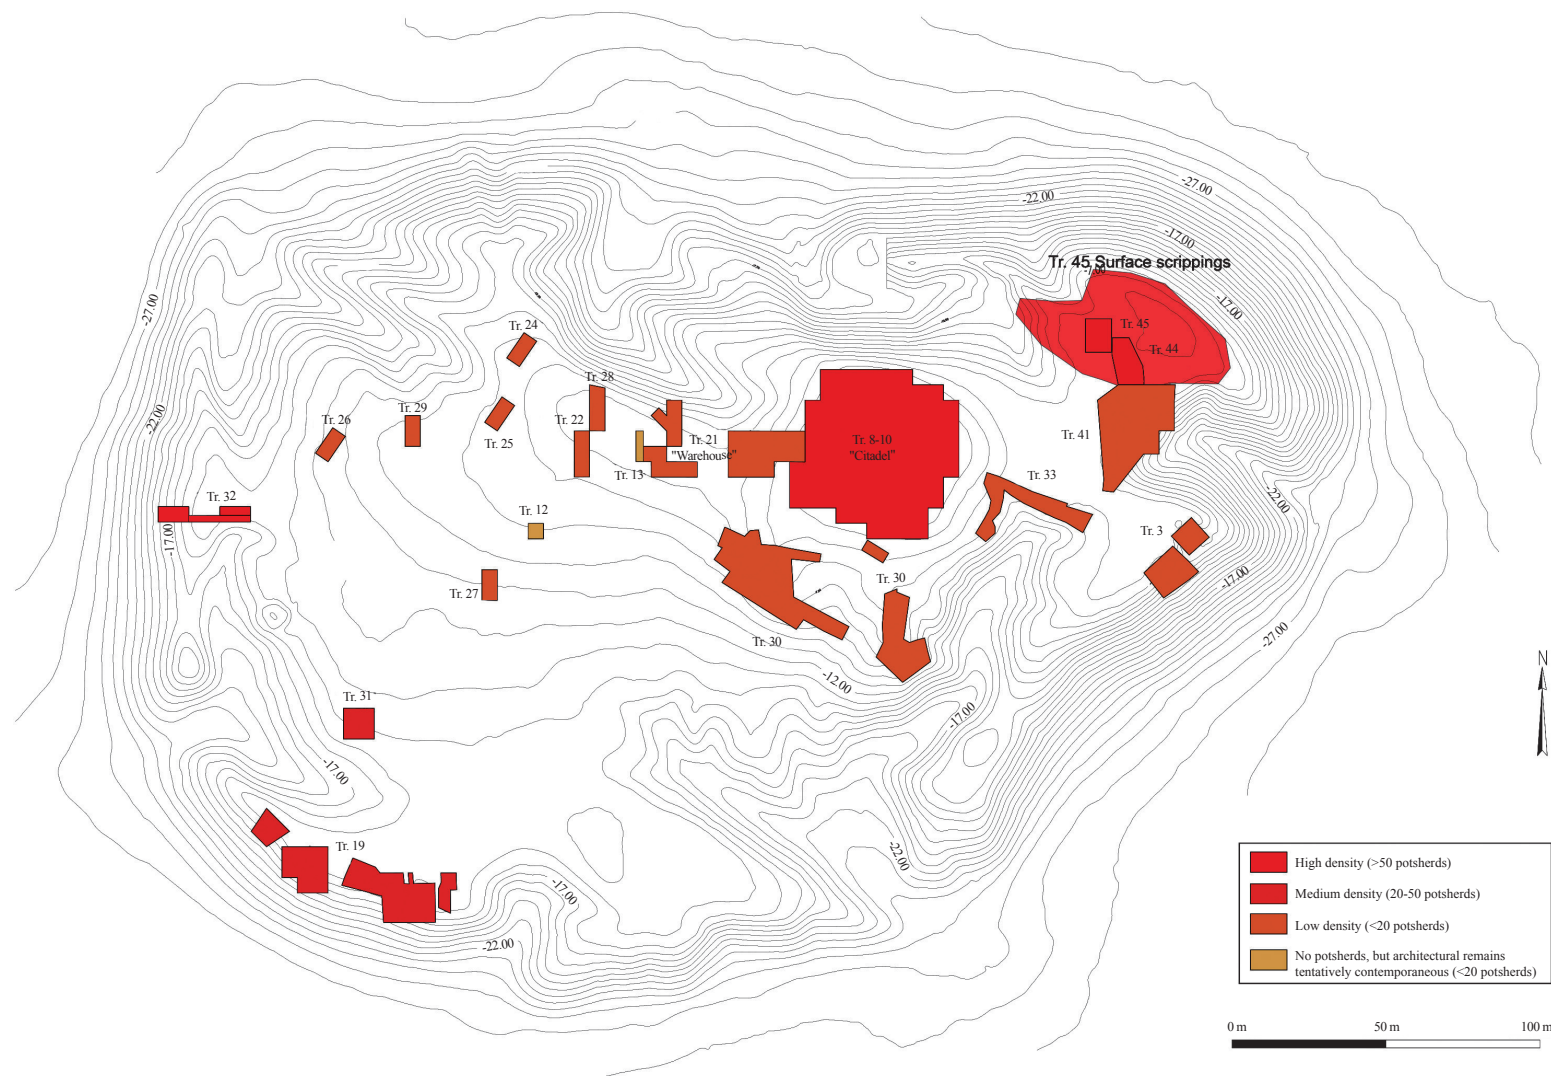 -27.00
-22.00
-17.00
Tr. 45 Surface scrippings
-7.00
-27.00
-17.00
Tr. 24
Tr. 45
Tr. 44
Tr. 28
-22.00
Tr. 26
Tr. 29
Tr. 25
Tr. 22
Tr. 21
"Warehouse"
Tr. 8-10
"Citadel"
Tr. 41
Tr. 13
Tr. 33
Tr. 32
-22.00
Tr. 12
-17.00
Tr. 3
Tr. 27
Tr. 30
-17.00
Tr. 30
-27.00
N
-12.00
Tr. 31
-17.00
-17.00
Tr. 19
-22.00
-17.00
-22.00
High density (>50 potsherds)
Medium density (20-50 potsherds)
Low density (<20 potsherds)
No potsherds, but architectural remains
tentatively contemporaneous (<20 potsherds)
0 m
50 m
100 m